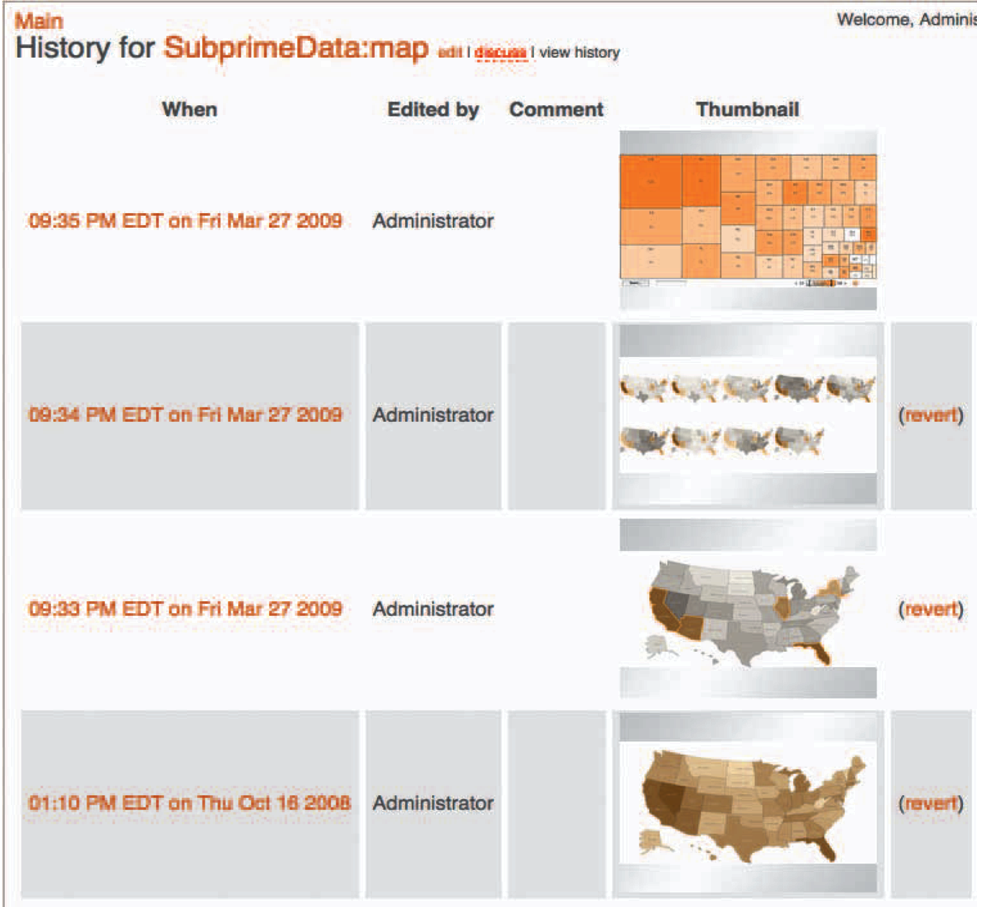 Main
Welcome, Adminis
History for SubprimeData:map edit | discuss | view history
When Edited by Comment Thumbnail
09:35 PM EDT on Fri Mar 27 2009 Administrator
09:34 PM EDT on Fri Mar 27 2009 Administrator (revert)
09:33 PM EDT on Fri Mar 27 2009 Administrator (revert)
01:10 PM EDT on Thu Oct 16 2008 Administrator (revert)